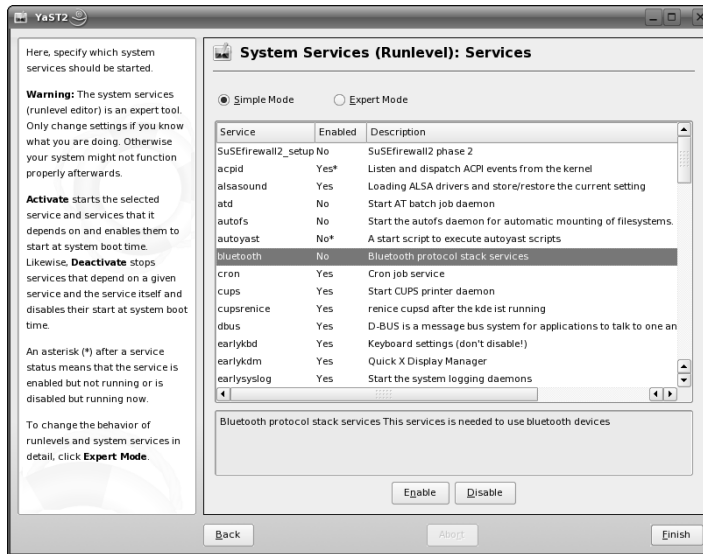 YaST2
Here, specify which system
services should be started.
Warning: The system services
(runlevel editor) is an expert tool.
Only change settings if you know
what you are doing. Otherwise
your system might not function
properly afterwards.
Activate starts the selected
service and services that it
depends on and enables them to
start at system boot time.
Likewise, Deactivate stops
services that depend on a given
service and the service itself and
disables their start at system boot
time.
An asterisk (*) after a service
status means that the service is
enabled but not running or is
disabled but running now.
To change the behavior of
runlevels and system services in
detail, click Expert Mode.
System Services (Runlevel): Services
Simple Mode Expert Mode
Service Enabled Description
SuSEfirewall2_setup No SuSEfirewall2 phase 2
acpid Yes* Listen and dispatch ACPI events from the kernel
alsasound Yes Loading ALSA drivers and store/restore the current setting
atd No Start AT batch job daemon
autofs No Start the autofs daemon for automatic mounting of filesystems.
autoyast No* A start script to execute autoyast scripts
bluetooth No Bluetooth protocol stack services
cron Yes Cron job service
cups Yes Start CUPS printer daemon
cupsrenice Yes renice cupsd after the kde ist running
dbus Yes D-BUS is a message bus system for applications to talk to one an
earlykbd Yes Keyboard settings (don't disable!)
earlykdm Yes Quick X Display Manager
earlysyslog Yes Start the system logging daemons
Bluetooth protocol stack services This services is needed to use bluetooth devices
Enable Disable
Back Abort Finish